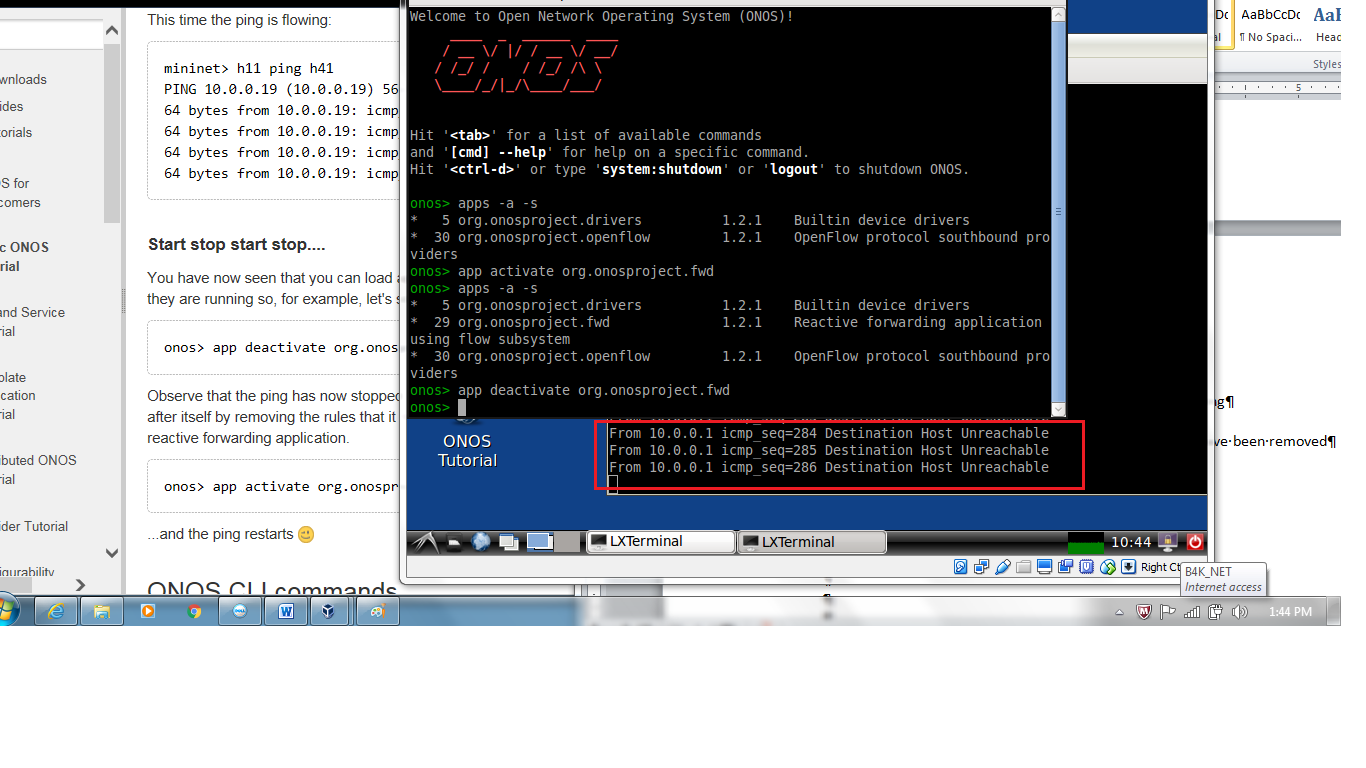 This time the ping is flowing:
mininet> h11 ping h41
PING 10.0.0.19 (10.0.0.19) 56
64 bytes from 10.0.0.19: icmp
64 bytes from 10.0.0.19: icmp
64 bytes from 10.0.0.19: icmp
64 bytes from 10.0.0.19: icmp
Start stop start stop....
You have now seen that you can load a
they are running so, for example, let's s
onos> app deactivate org.onos
Observe that the ping has now stopped
after itself by removing the rules that it
reactive forwarding application.
onos> app activate org.onospr
...and the ping restarts
ONOS CLI commands
wnloads
ides
orials
S for
comers
c ONOS
rial
and Service
rial
plate
cation
rial
ibuted ONOS
rial
ider Tutorial
igurability
Welcome to Open Network Operating System (ONOS)!
Hit '<tab>' for a list of available commands
and '[cmd] --help' for help on a specific command.
Hit '<ctrl-d>' or type 'system:shutdown' or 'logout' to shutdown ONOS.
onos> apps -a -s
* 5 org.onosproject.drivers 1.2.1 Builtin device drivers
* 30 org.onosproject.openflow 1.2.1 OpenFlow protocol southbound pro
viders
onos> app activate org.onosproject.fwd
onos> apps -a -s
* 5 org.onosproject.drivers 1.2.1 Builtin device drivers
* 29 org.onosproject.fwd 1.2.1 Reactive forwarding application
using flow subsystem
* 30 org.onosproject.openflow 1.2.1 OpenFlow protocol southbound pro
viders
onos> app deactivate org.onosproject.fwd
onos>
From 10.0.0.1 icmp_seq=284 Destination Host Unreachable
From 10.0.0.1 icmp_seq=285 Destination Host Unreachable
From 10.0.0.1 icmp_seq=286 Destination Host Unreachable
ONOS
Tutorial
LXTerminal
LXTerminal
10:44
Right Ct
B4K_NET
Internet access
Dc AaBbCcDc AaB
al ¶ No Spaci... Head
Styles
5
ng¶
ve·been·removed¶
1:44 PM